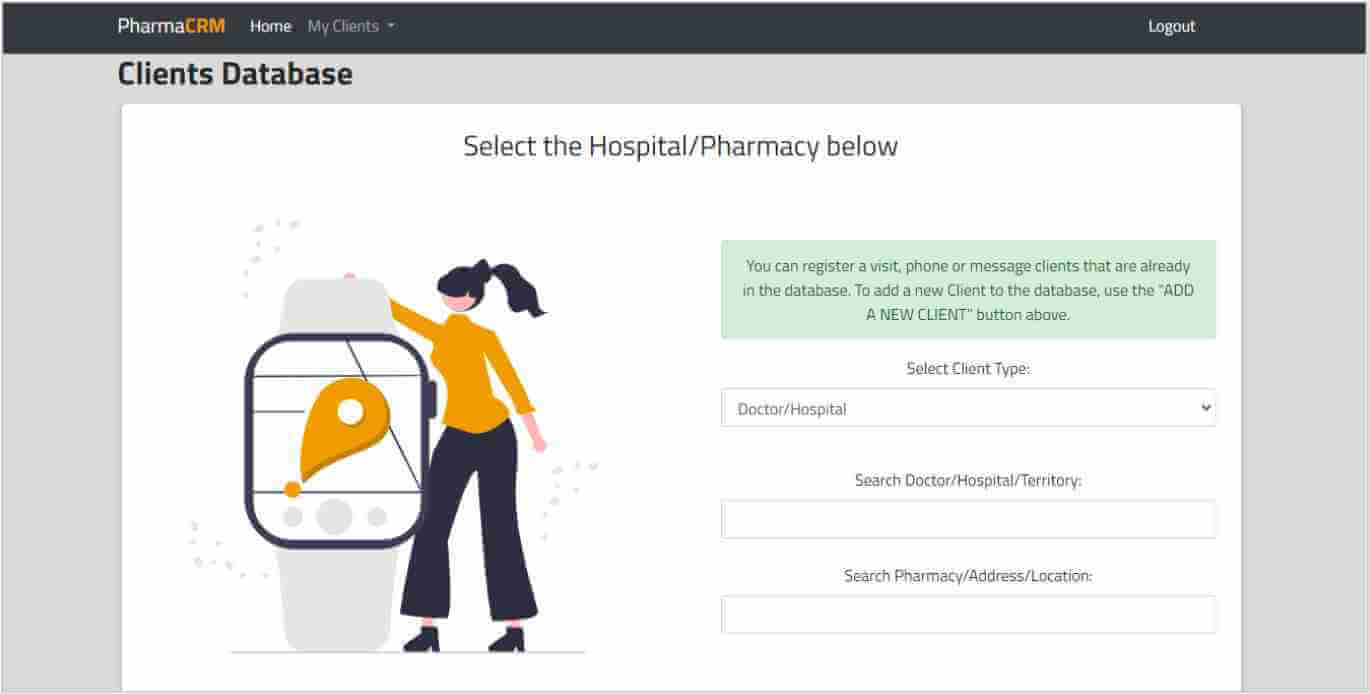 PharmaCRM Home My Clients Logout
Clients Database
Select the Hospital/Pharmacy below
You can register a visit, phone or message clients that are already
in the database. To add a new Client to the database, use the "ADD
A NEW CLIENT" button above.
Select Client Type:
Doctor/Hospital
Search Doctor/Hospital/Territory:
Search Pharmacy/Address/Location: